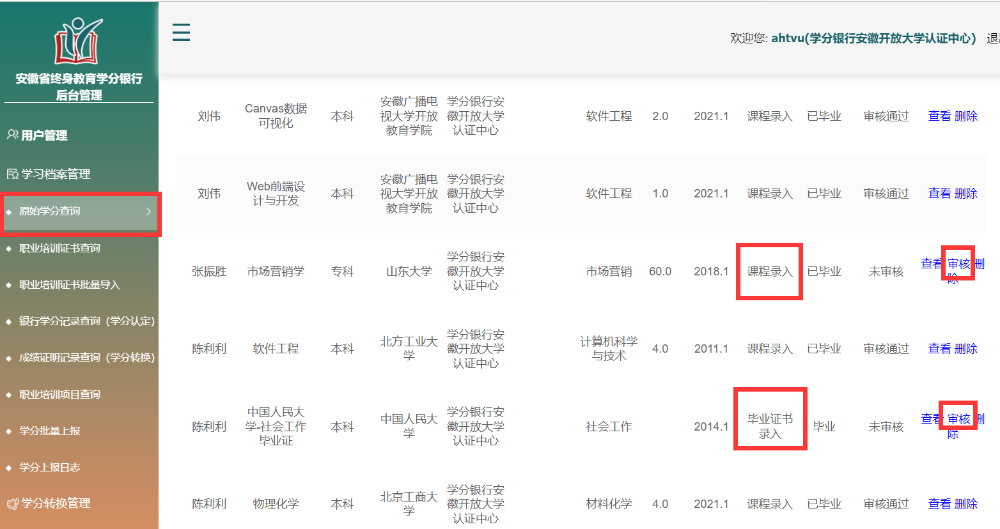 安徽省终身教育学分银行
后台管理
用户管理
学习档案管理
原始学分查询
职业培训证书查询
职业培训证书批量导入
银行学分记录查询（学分认定）
成绩证明记录查询（学分转换）
职业培训项目查询
学分批量上报
学分上报日志
学分转换管理
欢迎您: ahtvu(学分银行安徽开放大学认证中心)
刘伟
Canvas数据
可视化
本科
安徽广播电
视大学开放
教育学院
学分银行安
徽开放大学
认证中心
软件工程
2.0
2021.1
课程录入
已毕业
审核通过
查看 删除
刘伟
Web前端设
计与开发
本科
安徽广播电
视大学开放
教育学院
学分银行安
徽开放大学
认证中心
软件工程
1.0
2021.1
课程录入
已毕业
审核通过
查看 删除
张振胜
市场营销学
专科
山东大学
学分银行安
徽开放大学
认证中心
市场营销
60.0
2018.1
课程录入
已毕业
未审核
查看 审核 删
除
陈利利
软件工程
本科
北方工业大
学
学分银行安
徽开放大学
认证中心
计算机科学
与技术
4.0
2011.1
课程录入
已毕业
审核通过
查看 删除
陈利利
中国人民大
学-社会工作
毕业证
本科
中国人民大
学
学分银行安
徽开放大学
认证中心
社会工作
2014.1
毕业证书
录入
毕业
未审核
查看 审核 删
除
陈利利
物理化学
本科
北京工商大
学
学分银行安
徽开放大学
认证中心
材料化学
4.0
2021.1
课程录入
已毕业
审核通过
查看 删除